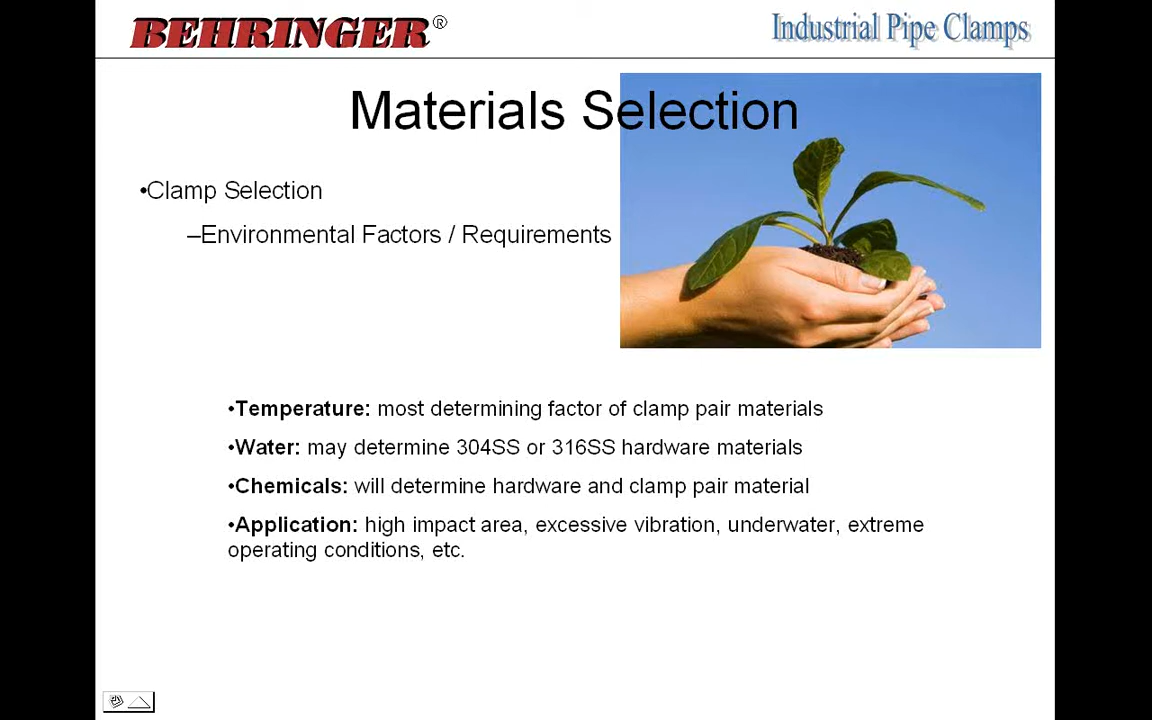 BEHRINGER®
Industrial Pipe Clamps
Materials Selection
•Clamp Selection
–Environmental Factors / Requirements
•Temperature: most determining factor of clamp pair materials
•Water: may determine 304SS or 316SS hardware materials
•Chemicals: will determine hardware and clamp pair material
•Application: high impact area, excessive vibration, underwater, extreme
operating conditions, etc.